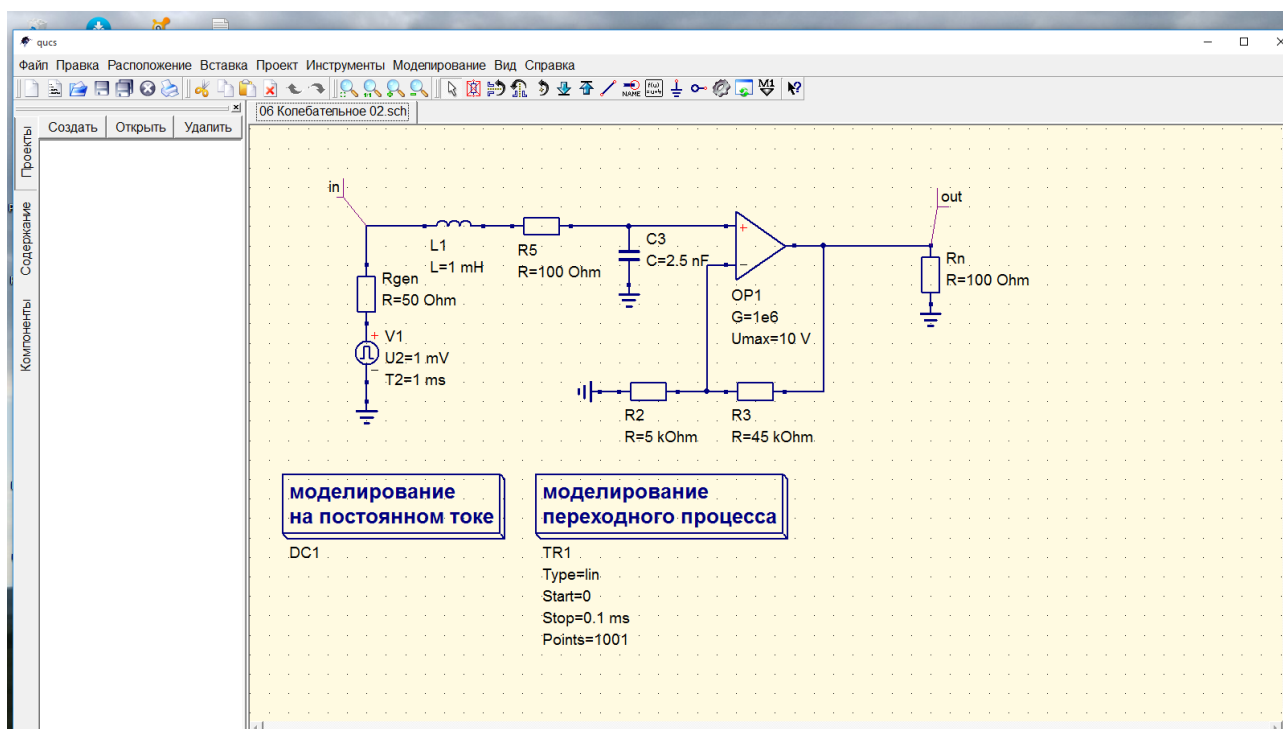 qucs
Файл Правка Расположение Вставка Проект Инструменты Моделирование Вид Справка
NAME
M1
Создать Открыть Удалить
06 Колебательное 02.sch
Проекты
Содержание
Компоненты
in
out
L1
L=1 mH
R5
R=100 Ohm
C3
C=2.5 nF
+
−
OP1
G=1e6
Umax=10 V
Rn
R=100 Ohm
Rgen
R=50 Ohm
+
V1
U2=1 mV
−
T2=1 ms
R2
R=5 kOhm
R3
R=45 kOhm
моделирование
на постоянном токе
DC1
моделирование
переходного процесса
TR1
Type=lin
Start=0
Stop=0.1 ms
Points=1001